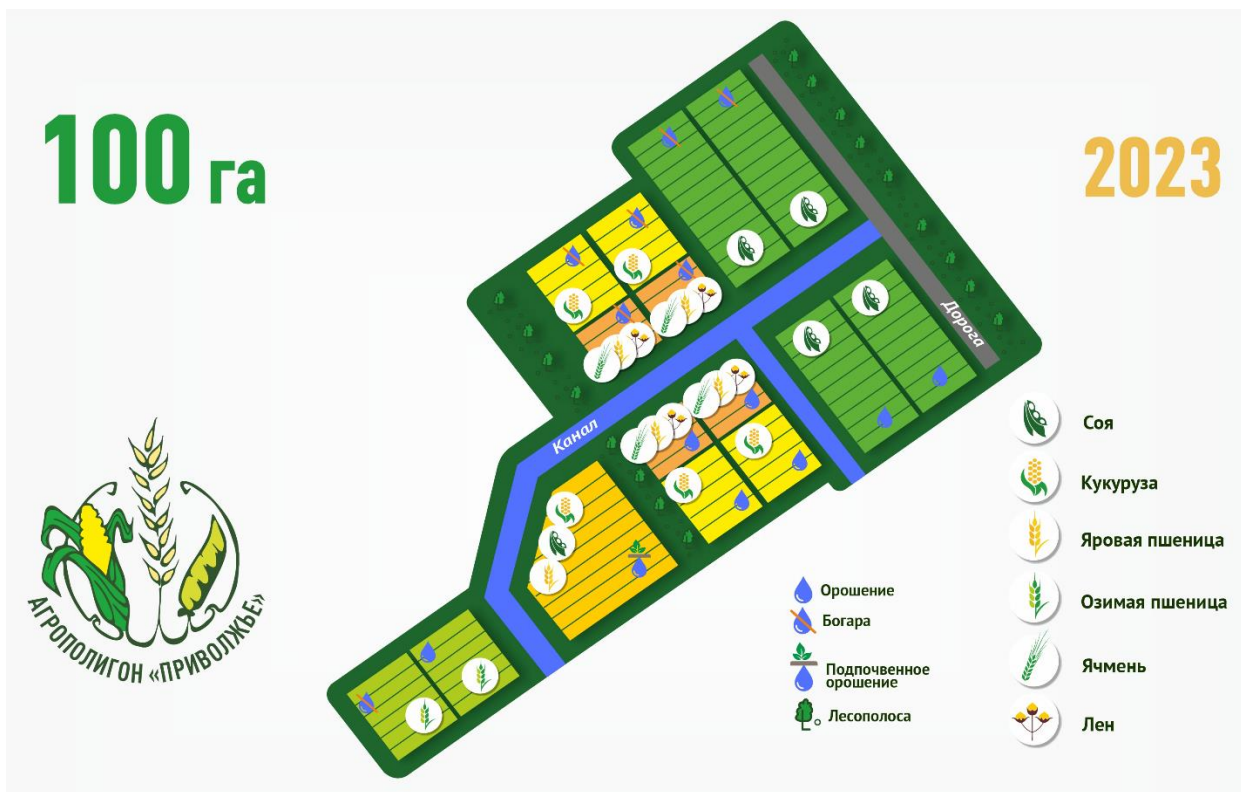 100 га
2023
Дорога
Канал
АГРОПОЛИГОН «ПРИВОЛЖЬЕ»
Орошение
Богара
Подпочвенное
орошение
Лесополоса
Соя
Кукуруза
Яровая пшеница
Озимая пшеница
Ячмень
Лен